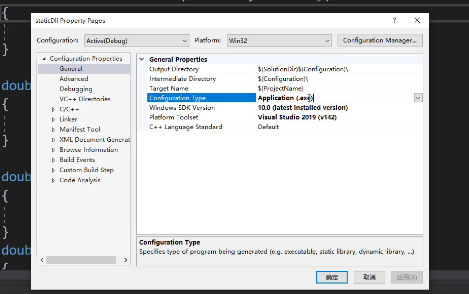 {
}
doub
{
}
doub
{
}
doub
{
staticDll Property Pages
? ×
Configuration: Active(Debug) Platform: Win32 Configuration Manager...
Configuration Properties
General
Advanced
Debugging
VC++ Directories
C/C++
Linker
Manifest Tool
XML Document Generat
Browse Information
Build Events
Custom Build Step
Code Analysis
General Properties
Output Directory $(SolutionDir)$(Configuration)\
Intermediate Directory $(Configuration)\
Target Name $(ProjectName)
Configuration Type Application (.exe)
Windows SDK Version 10.0 (latest installed version)
Platform Toolset Visual Studio 2019 (v142)
C++ Language Standard Default
Configuration Type
Specifies type of program being generated (e.g. executable, static library, dynamic library, ...)
确定 取消 应用(A)